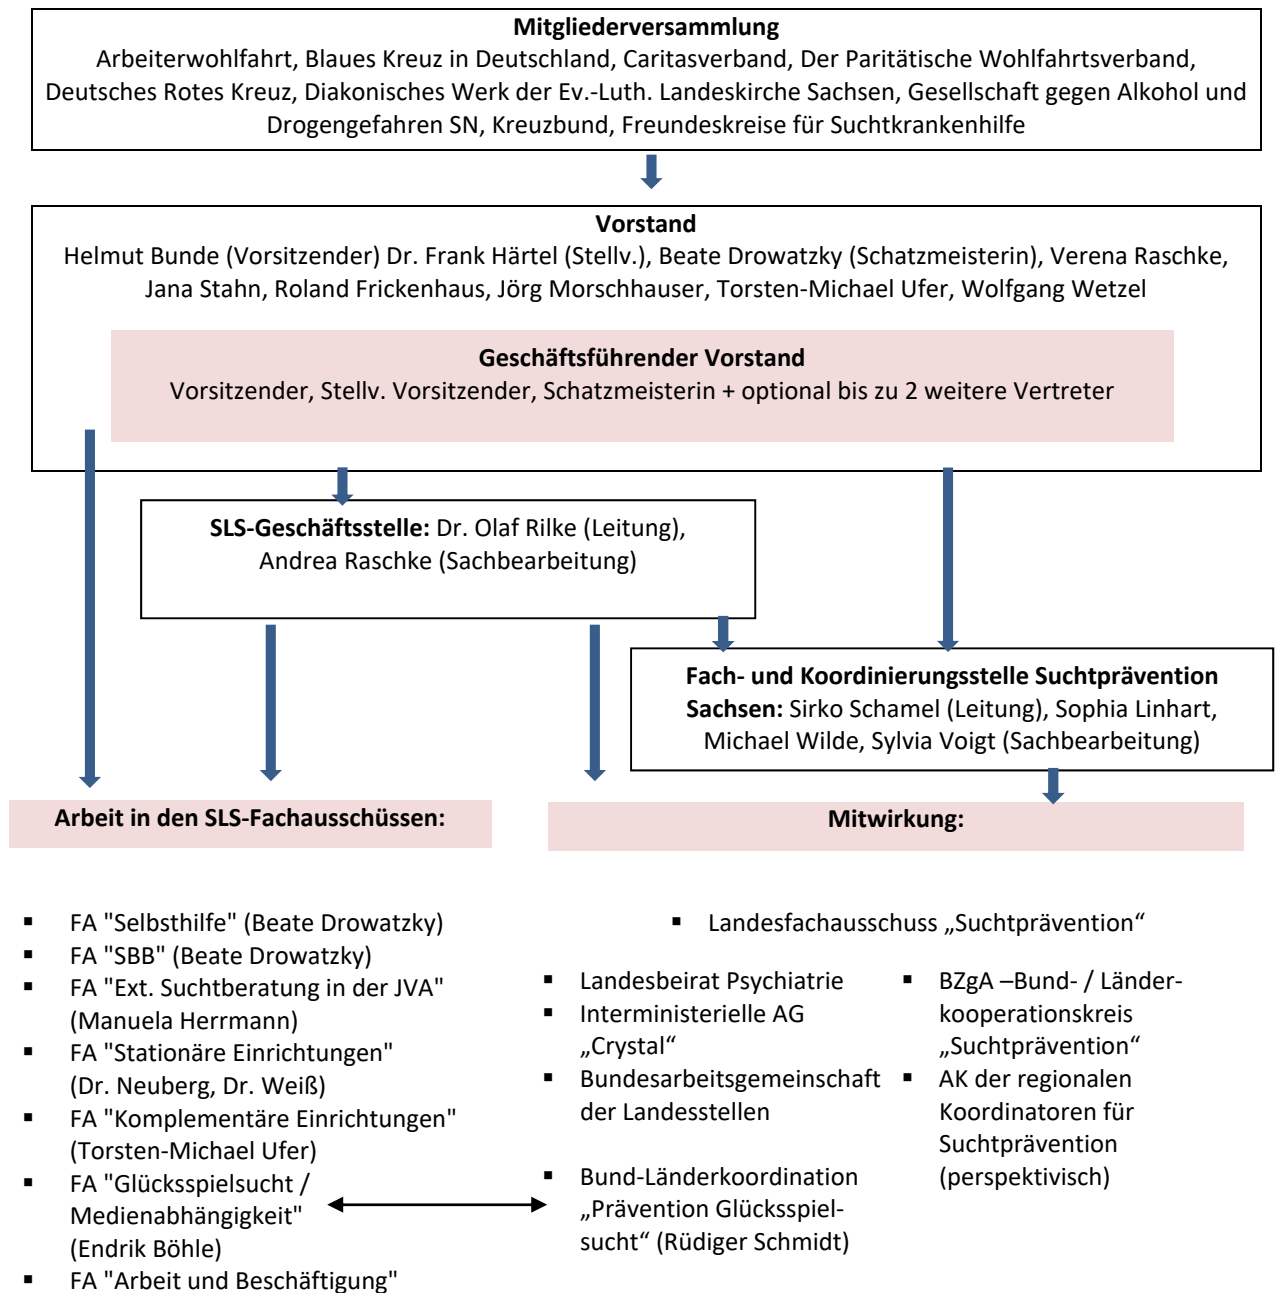 Mitgliederversammlung
Arbeiterwohlfahrt, Blaues Kreuz in Deutschland, Caritasverband, Der Paritätische Wohlfahrtsverband,
Deutsches Rotes Kreuz, Diakonisches Werk der Ev.-Luth. Landeskirche Sachsen, Gesellschaft gegen Alkohol und
Drogengefahren SN, Kreuzbund, Freundeskreise für Suchtkrankenhilfe
Vorstand
Helmut Bunde (Vorsitzender) Dr. Frank Härtel (Stellv.), Beate Drowatzky (Schatzmeisterin), Verena Raschke,
Jana Stahn, Roland Frickenhaus, Jörg Morschhauser, Torsten-Michael Ufer, Wolfgang Wetzel
Geschäftsführender Vorstand
Vorsitzender, Stellv. Vorsitzender, Schatzmeisterin + optional bis zu 2 weitere Vertreter
SLS-Geschäftsstelle: Dr. Olaf Rilke (Leitung),
Andrea Raschke (Sachbearbeitung)
Fach- und Koordinierungsstelle Suchtprävention
Sachsen: Sirko Schamel (Leitung), Sophia Linhart,
Michael Wilde, Sylvia Voigt (Sachbearbeitung)
Arbeit in den SLS-Fachausschüssen:
▪ FA "Selbsthilfe" (Beate Drowatzky)
▪ FA "SBB" (Beate Drowatzky)
▪ FA "Ext. Suchtberatung in der JVA"
(Manuela Herrmann)
▪ FA "Stationäre Einrichtungen"
(Dr. Neuberg, Dr. Weiß)
▪ FA "Komplementäre Einrichtungen"
(Torsten-Michael Ufer)
▪ FA "Glücksspielsucht /
Medienabhängigkeit"
(Endrik Böhle)
▪ FA "Arbeit und Beschäftigung"
Mitwirkung:
▪ Landesfachausschuss „Suchtprävention“
▪ Landesbeirat Psychiatrie
▪ Interministerielle AG
„Crystal“
▪ Bundesarbeitsgemeinschaft
der Landesstellen
▪ Bund-Länderkoordination
„Prävention Glücksspiel-
sucht“ (Rüdiger Schmidt)
▪ BZgA –Bund- / Länder-
kooperationskreis
„Suchtprävention“
▪ AK der regionalen
Koordinatoren für
Suchtprävention
(perspektivisch)